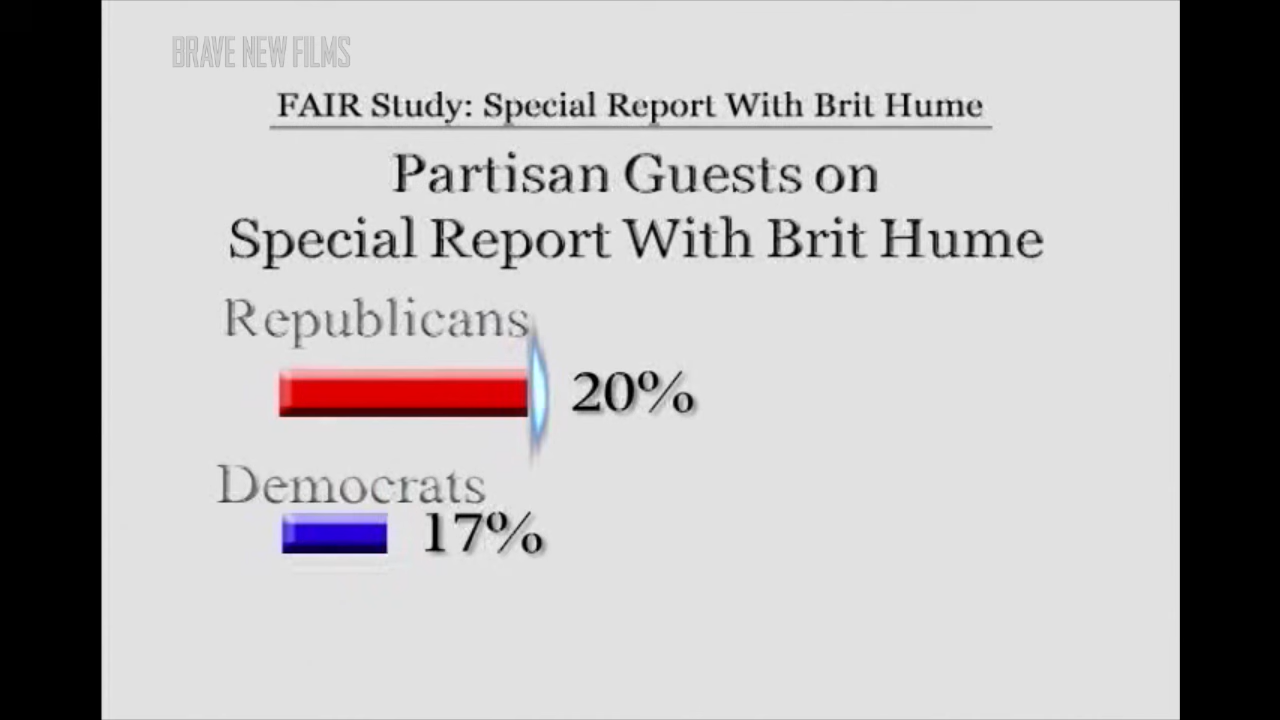 BRAVE NEW FILMS
FAIR Study: Special Report With Brit Hume
Partisan Guests on
Special Report With Brit Hume
Republicans
20%
Democrats
17%